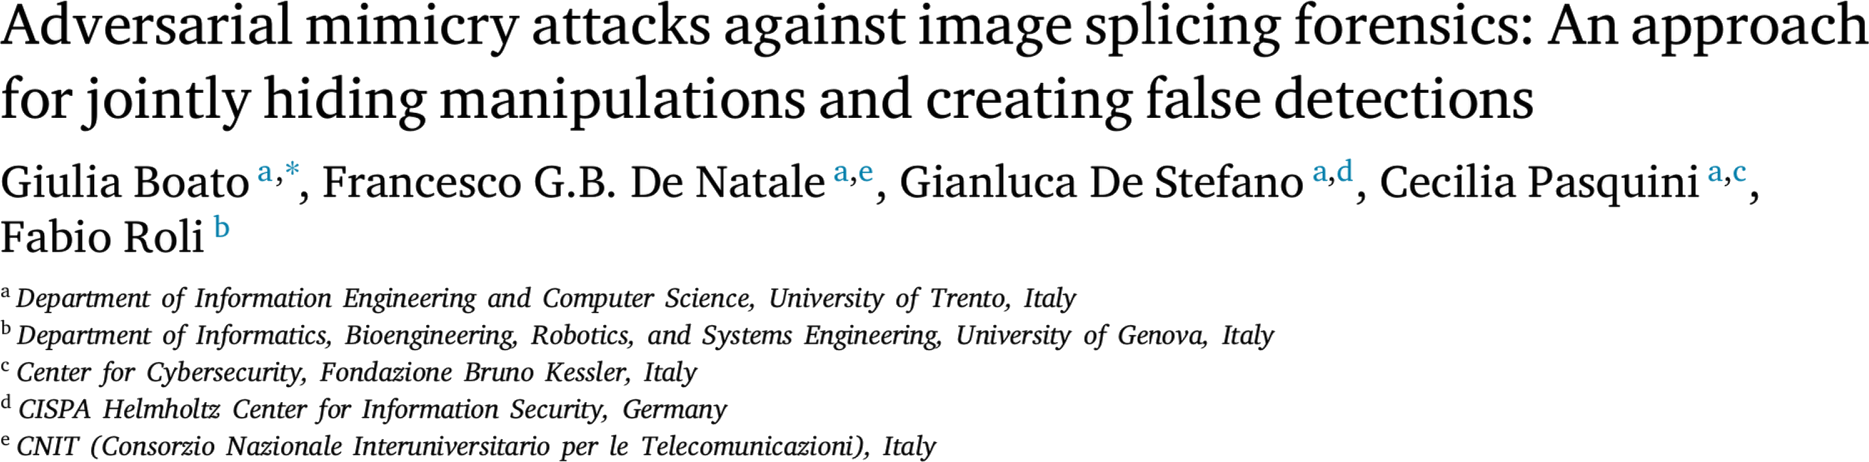 Adversarial mimicry attacks against image splicing forensics: An approach
for jointly hiding manipulations and creating false detections
Giulia Boato a,*, Francesco G.B. De Natale a,e, Gianluca De Stefano a,d, Cecilia Pasquini a,c,
Fabio Roli b
a Department of Information Engineering and Computer Science, University of Trento, Italy
b Department of Informatics, Bioengineering, Robotics, and Systems Engineering, University of Genova, Italy
c Center for Cybersecurity, Fondazione Bruno Kessler, Italy
d CISPA Helmholtz Center for Information Security, Germany
e CNIT (Consorzio Nazionale Interuniversitario per le Telecomunicazioni), Italy